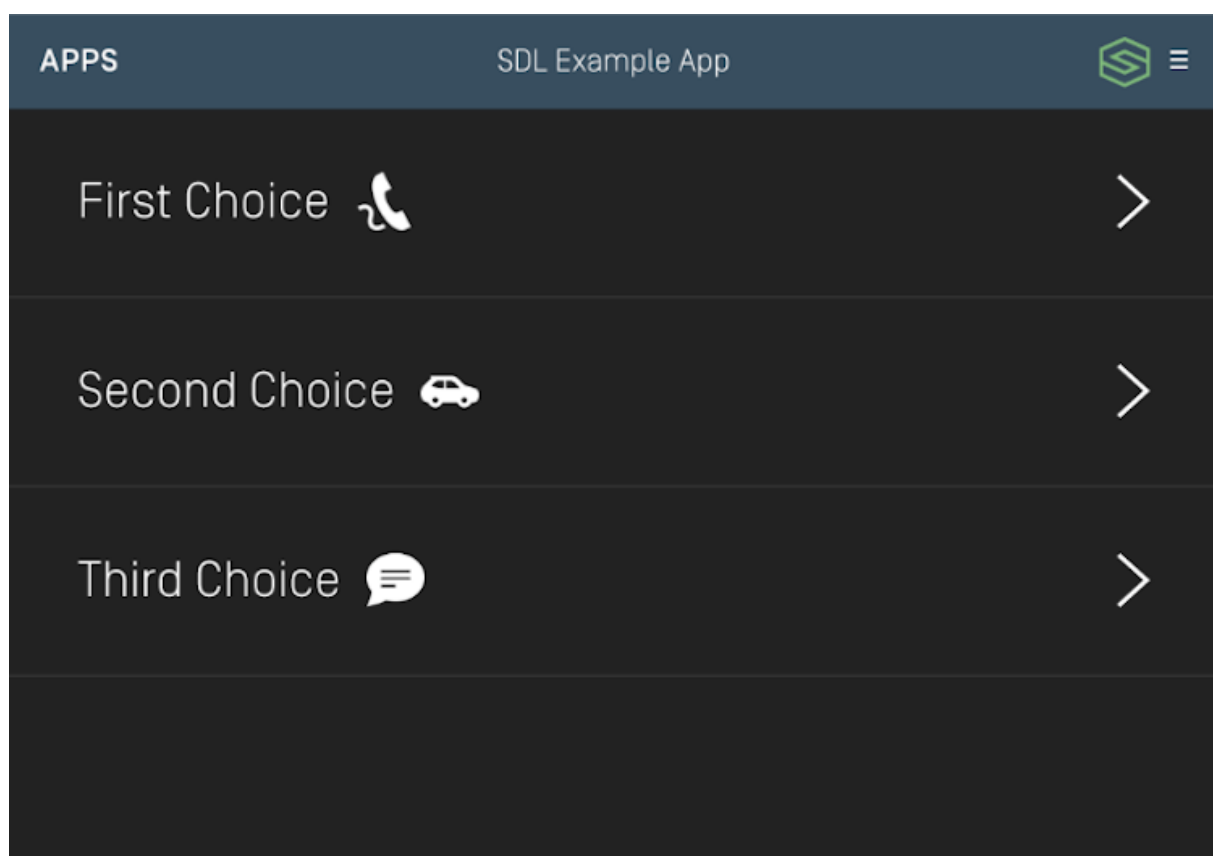 APPS
SDL Example App
First Choice
Second Choice
Third Choice